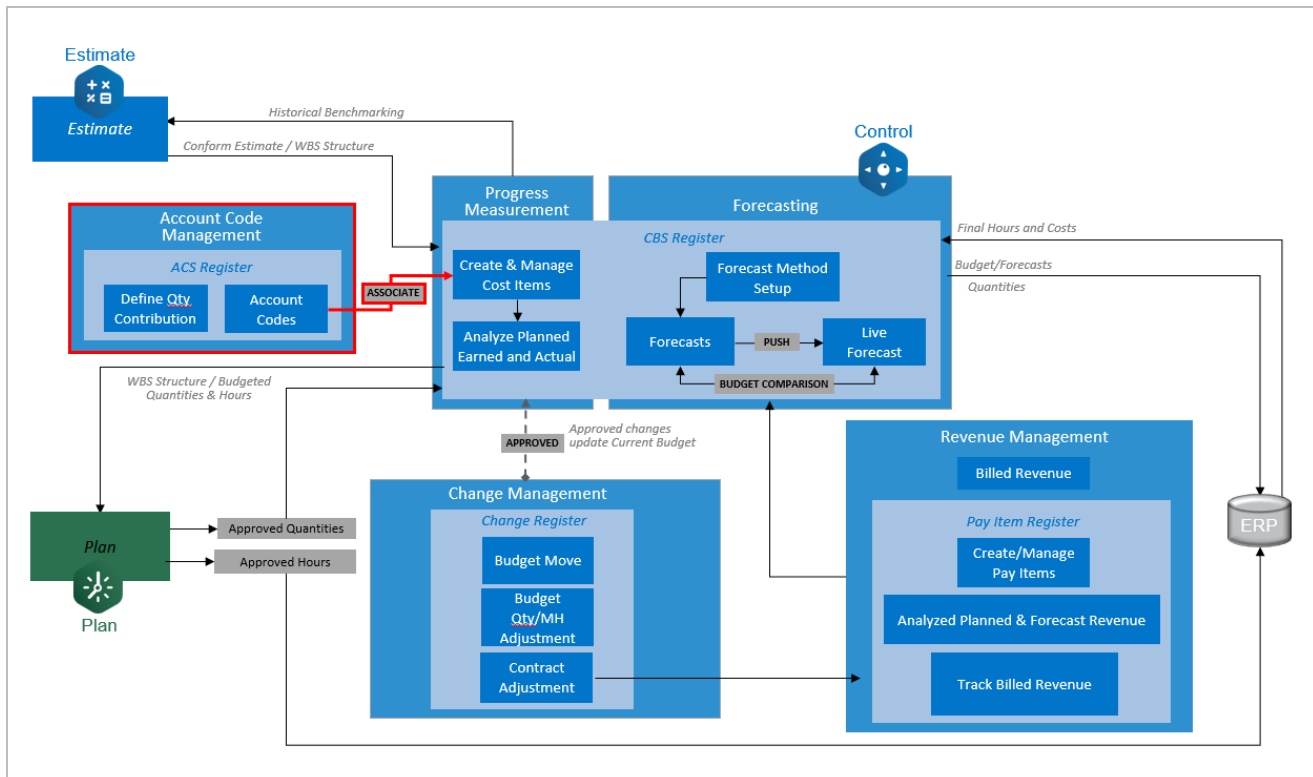 Estimate
Estimate
Historical Benchmarking
Conform Estimate / WBS Structure
Control
Account Code
Management
ACS Register
Define Qty
Contribution
Account
Codes
ASSOCIATE
Progress
Measurement
Forecasting
CBS Register
Create & Manage
Cost Items
Analyze Planned
Earned and Actual
Forecast Method
Setup
Forecasts
PUSH
Live
Forecast
BUDGET COMPARISON
Final Hours and Costs
Budget/Forecasts
Quantities
WBS Structure / Budgeted
Quantities & Hours
APPROVED
Approved changes
update Current Budget
Plan
Plan
Approved Quantities
Approved Hours
Change Management
Change Register
Budget Move
Budget
Qty/MH
Adjustment
Contract
Adjustment
Revenue Management
Billed Revenue
Pay Item Register
Create/Manage
Pay Items
Analyzed Planned & Forecast Revenue
Track Billed Revenue
ERP